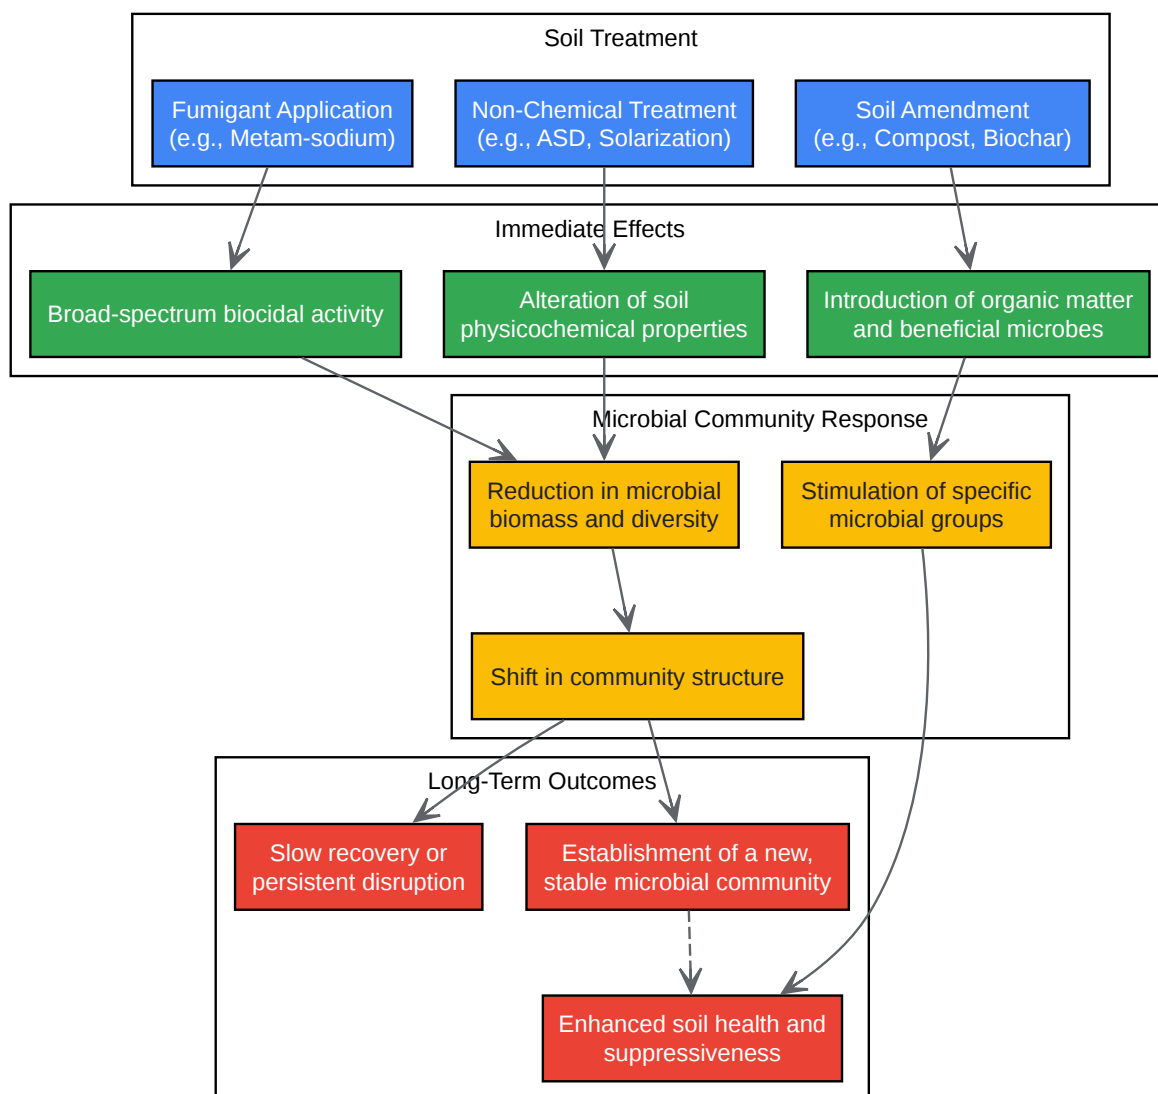 Soil Treatment
Fumigant Application
(e.g., Metam-sodium)
Non-Chemical Treatment
(e.g., ASD, Solarization)
Soil Amendment
(e.g., Compost, Biochar)
Immediate Effects
Broad-spectrum biocidal activity
Alteration of soil
physicochemical properties
Introduction of organic matter
and beneficial microbes
Microbial Community Response
Reduction in microbial
biomass and diversity
Stimulation of specific
microbial groups
Shift in community structure
Long-Term Outcomes
Slow recovery or
persistent disruption
Establishment of a new,
stable microbial community
Enhanced soil health and
suppressiveness